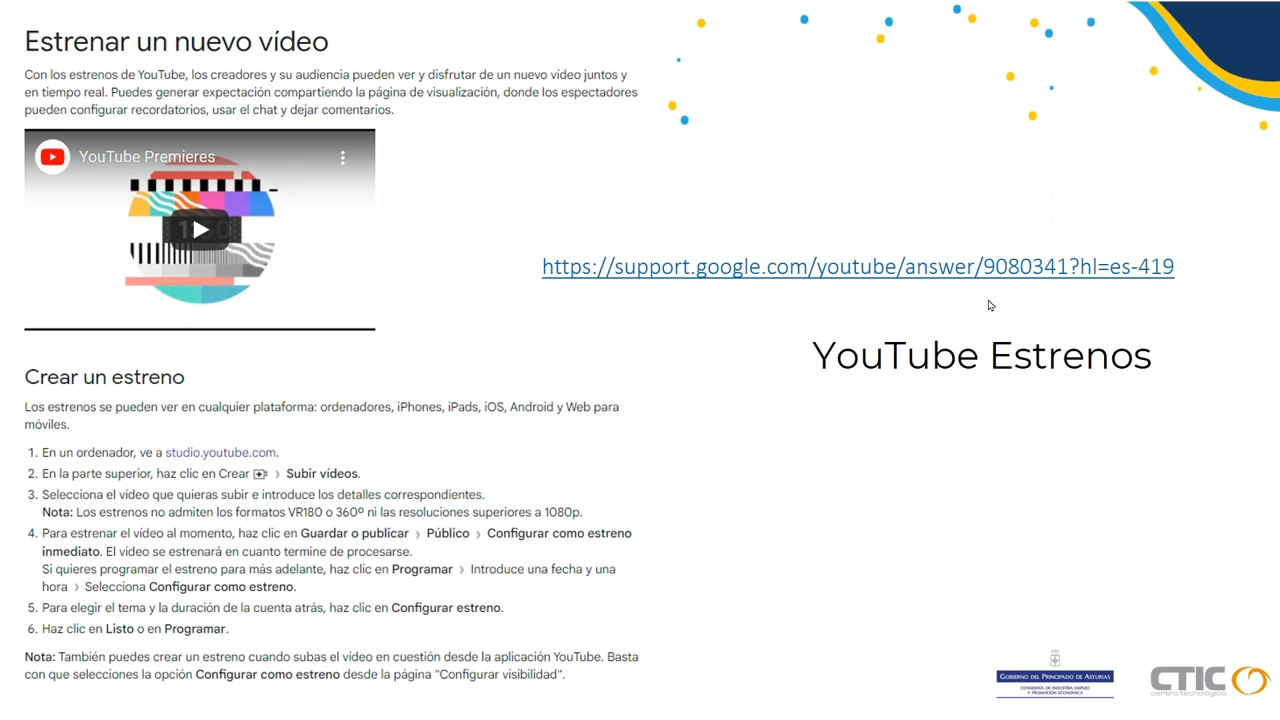 Estrenar un nuevo vídeo
Con los estrenos de YouTube, los creadores y su audiencia pueden ver y disfrutar de un nuevo vídeo juntos y
en tiempo real. Puedes generar expectación compartiendo la página de visualización, donde los espectadores
pueden configurar recordatorios, usar el chat y dejar comentarios.
YouTube Premieres
https://support.google.com/youtube/answer/9080341?hl=es-419
YouTube Estrenos
Crear un estreno
Los estrenos se pueden ver en cualquier plataforma: ordenadores, iPhones, iPads, iOS, Android y Web para
móviles.
1. En un ordenador, ve a studio.youtube.com.
2. En la parte superior, haz clic en Crear > Subir vídeos.
3. Selecciona el vídeo que quieras subir e introduce los detalles correspondientes.
Nota: Los estrenos no admiten los formatos VR180 o 360º ni las resoluciones superiores a 1080p.
4. Para estrenar el vídeo al momento, haz clic en Guardar o publicar > Público > Configurar como estreno
inmediato. El vídeo se estrenará en cuanto termine de procesarse.
Si quieres programar el estreno para más adelante, haz clic en Programar > Introduce una fecha y una
hora > Selecciona Configurar como estreno.
5. Para elegir el tema y la duración de la cuenta atrás, haz clic en Configurar estreno.
6. Haz clic en Listo o en Programar.
Nota: También puedes crear un estreno cuando subas el vídeo en cuestión desde la aplicación YouTube. Basta
con que selecciones la opción Configurar como estreno desde la página "Configurar visibilidad".
GOBIERNO DEL PRINCIPADO DE ASTURIAS
CONSEJERÍA DE INDUSTRIA, EMPLEO
Y PROMOCIÓN ECONÓMICA
CTIC
centro tecnológico